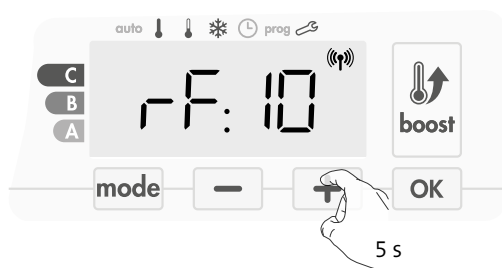 auto prog
C
rF: 10
B
A
boost
mode − + OK
5 s